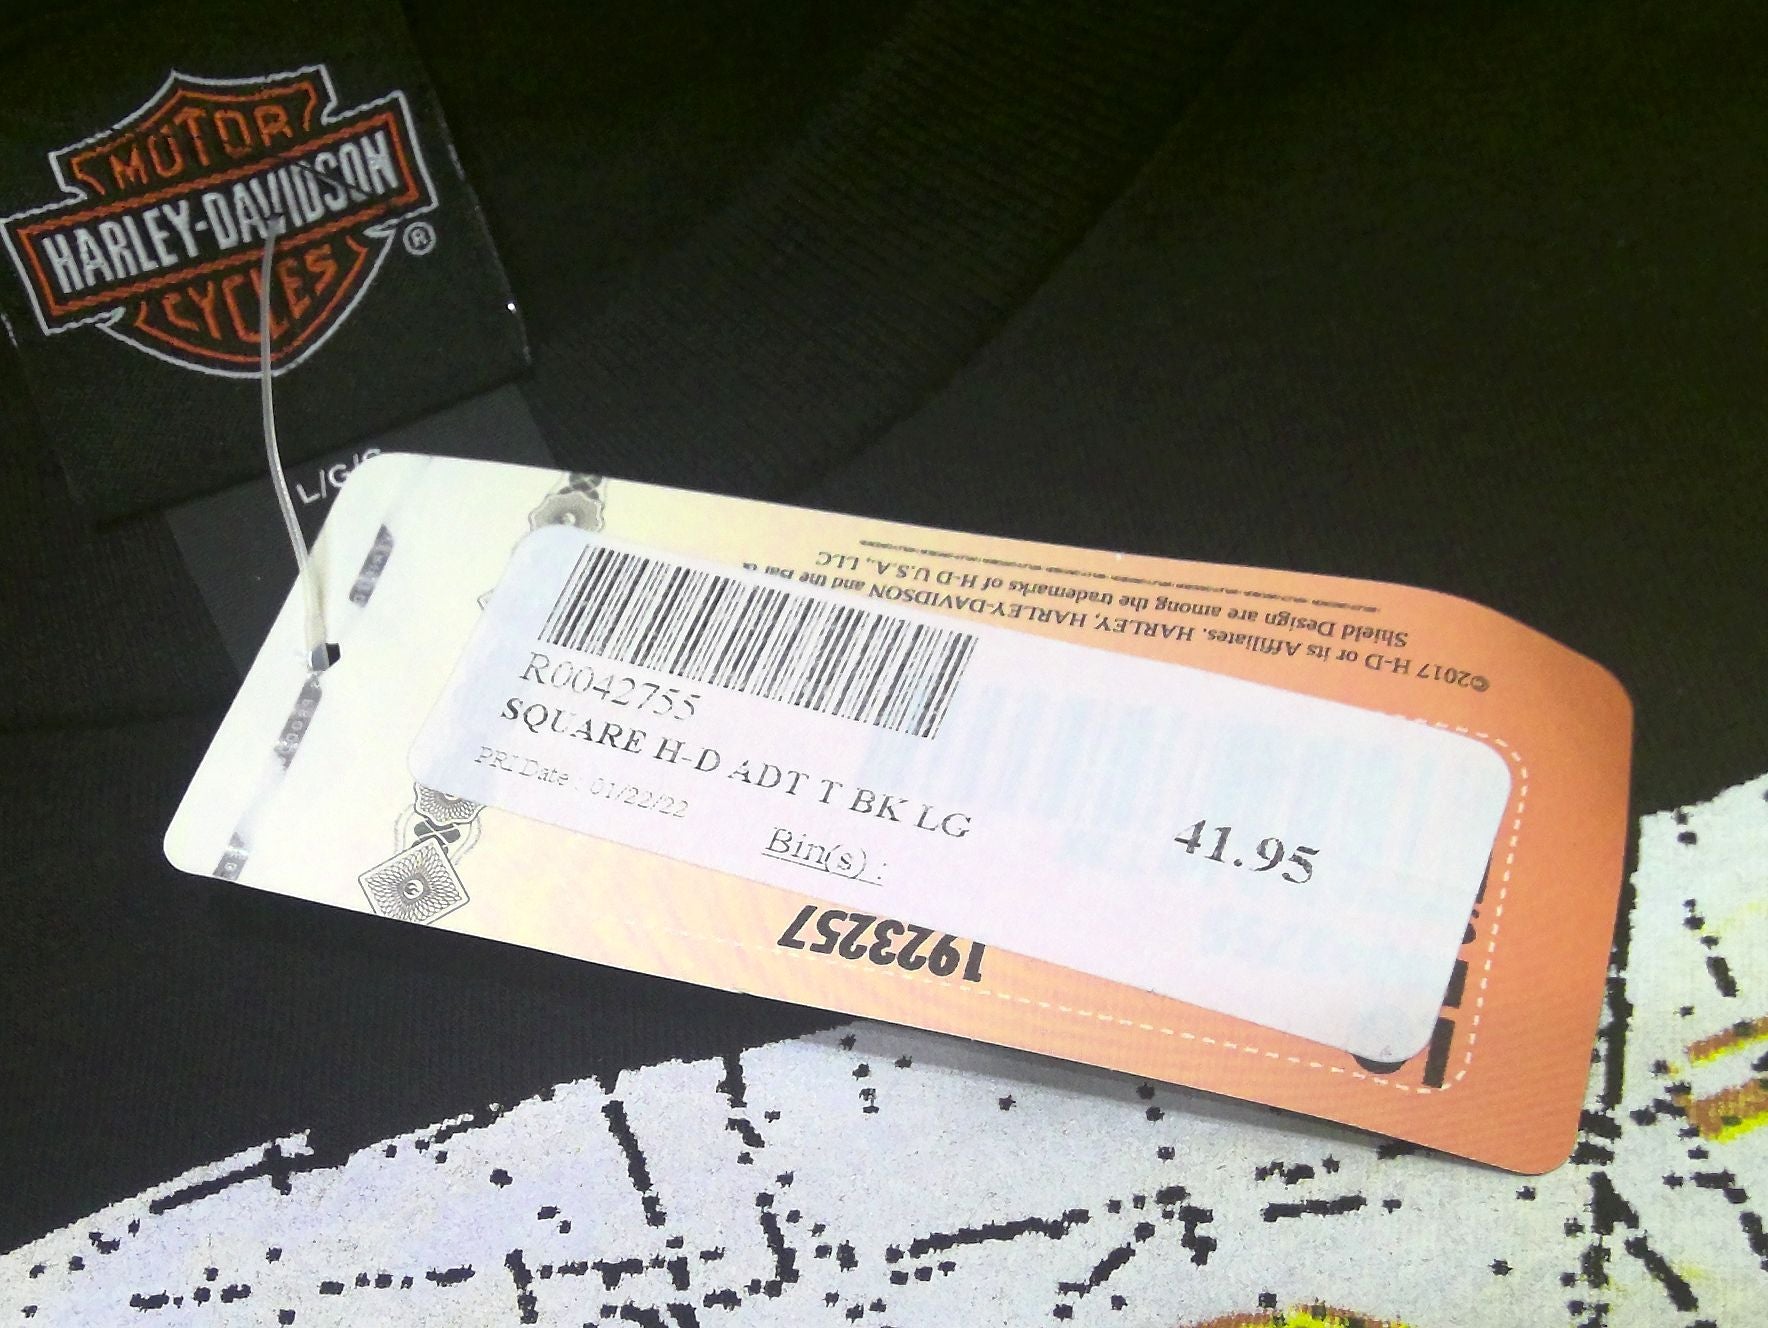 MOTOR
HARLEY-DAVIDSON
CYCLES
®
R0042755
SQUARE H-D ADT T BK LG
PRI Date : 01/22/22
Bin(s) :
41.95
©2017 H-D or its Affiliates. HARLEY, HARLEY-DAVIDSON and the Bar
Shield Design are among the trademarks of H-D U.S.A., LLC
1923257